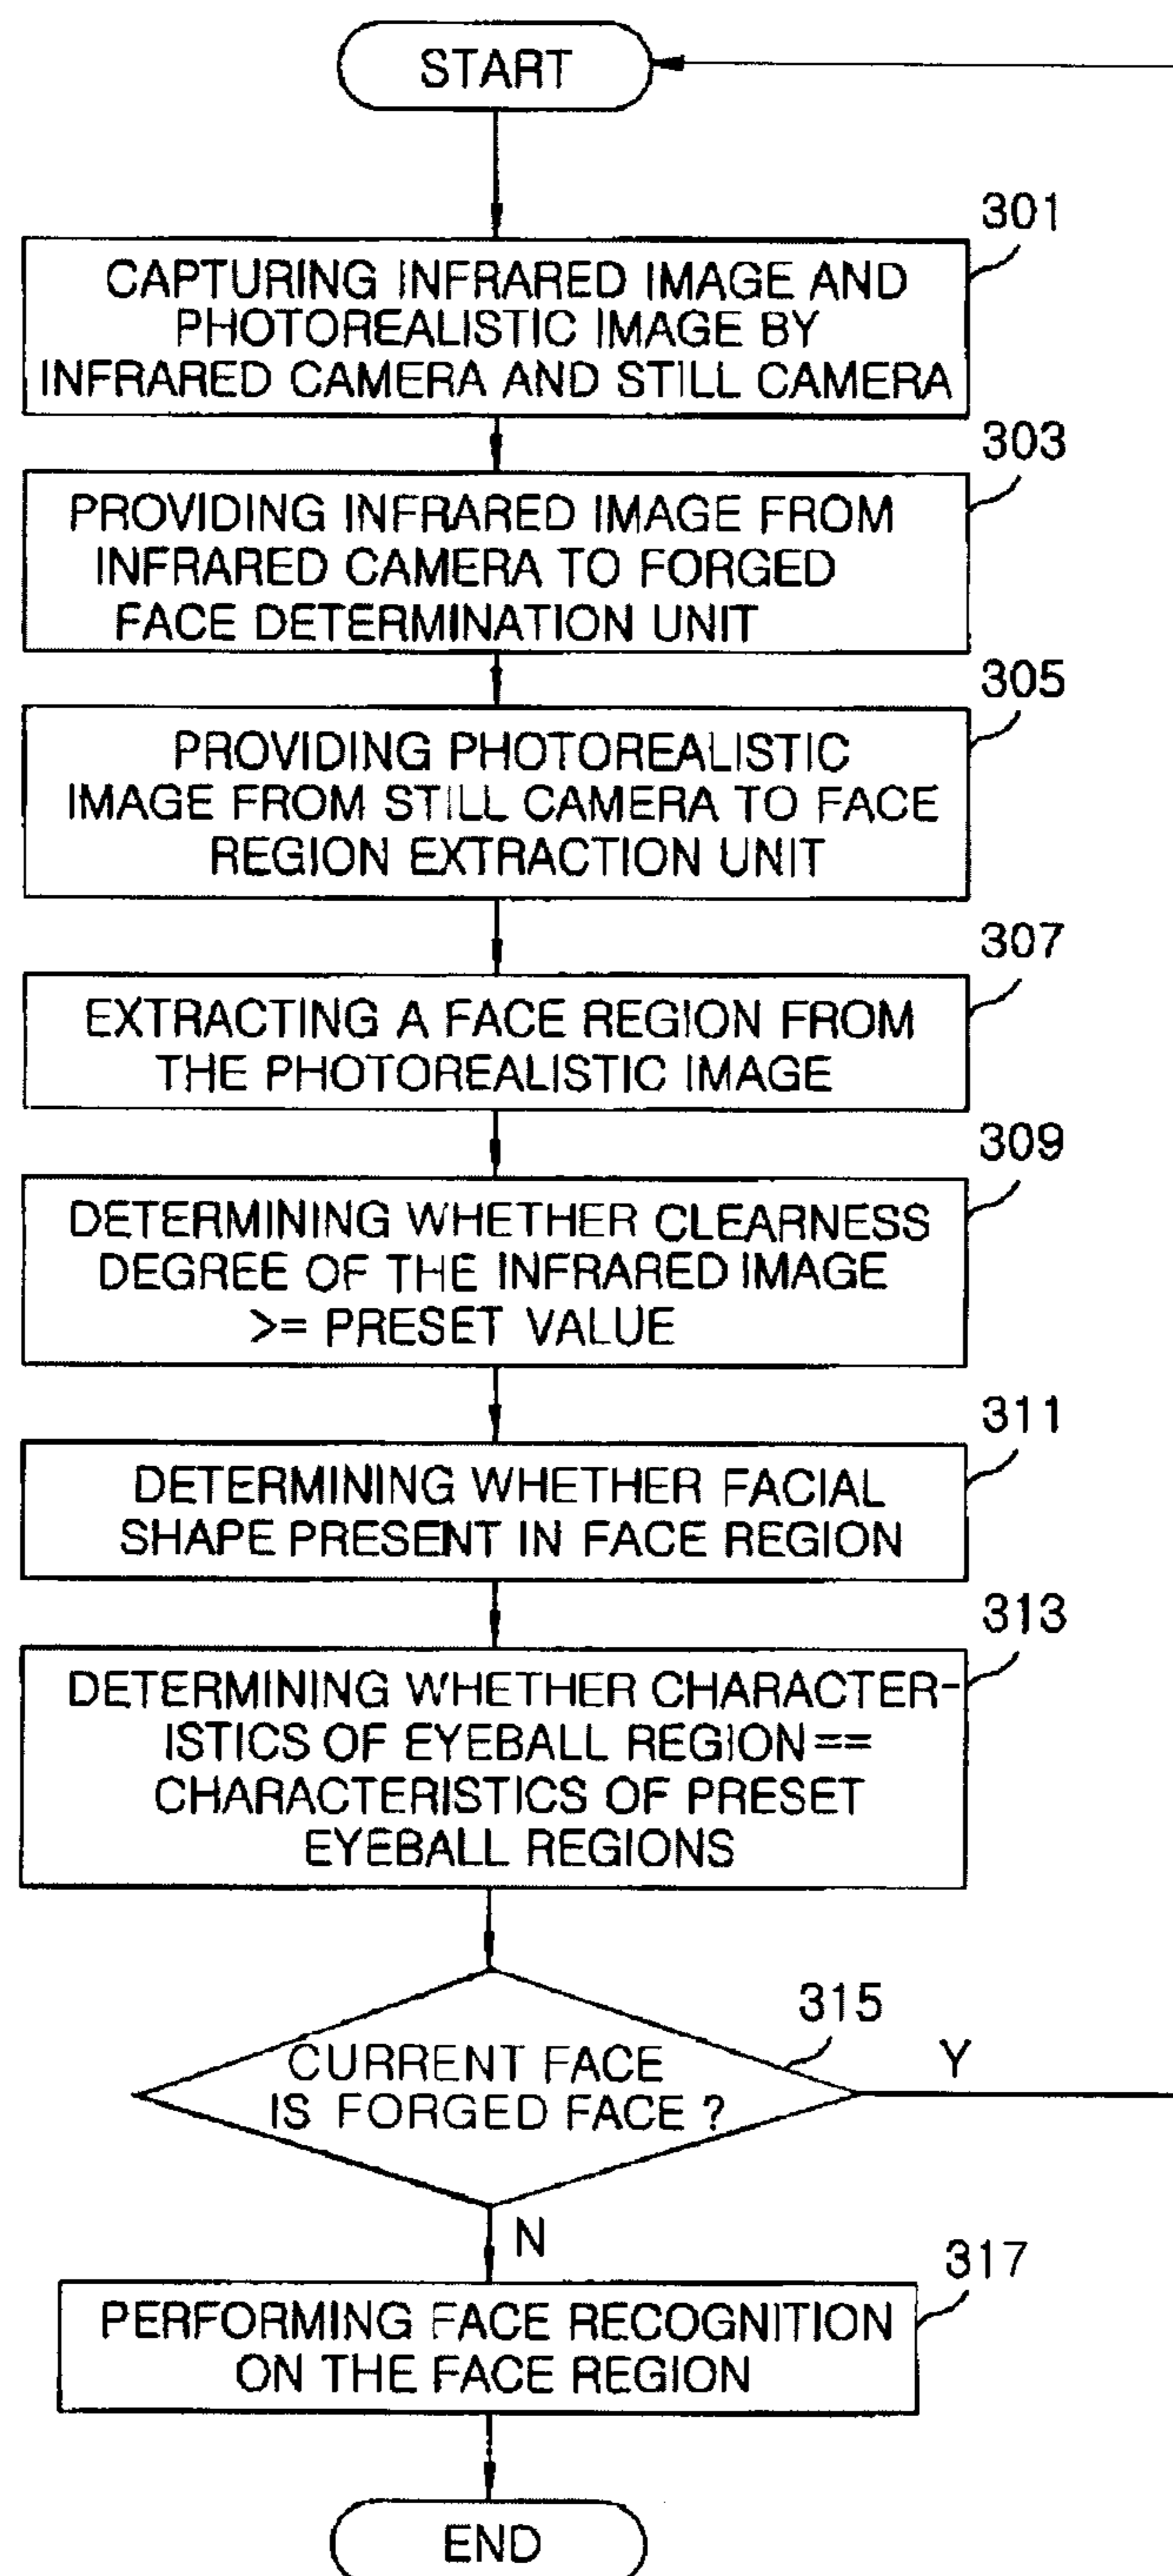 START
301
CAPTURING INFRARED IMAGE AND
PHOTOREALISTIC IMAGE BY
INFRARED CAMERA AND STILL CAMERA
303
PROVIDING INFRARED IMAGE FROM
INFRARED CAMERA TO FORGED
FACE DETERMINATION UNIT
305
PROVIDING PHOTOREALISTIC
IMAGE FROM STILL CAMERA TO FACE
REGION EXTRACTION UNIT
307
EXTRACTING A FACE REGION FROM
THE PHOTOREALISTIC IMAGE
309
DETERMINING WHETHER CLEARNESS
DEGREE OF THE INFRARED IMAGE
>= PRESET VALUE
311
DETERMINING WHETHER FACIAL
SHAPE PRESENT IN FACE REGION
313
DETERMINING WHETHER CHARACTER-
ISTICS OF EYEBALL REGION ==
CHARACTERISTICS OF PRESET
EYEBALL REGIONS
315
CURRENT FACE
IS FORGED FACE ?
Y
N
317
PERFORMING FACE RECOGNITION
ON THE FACE REGION
END